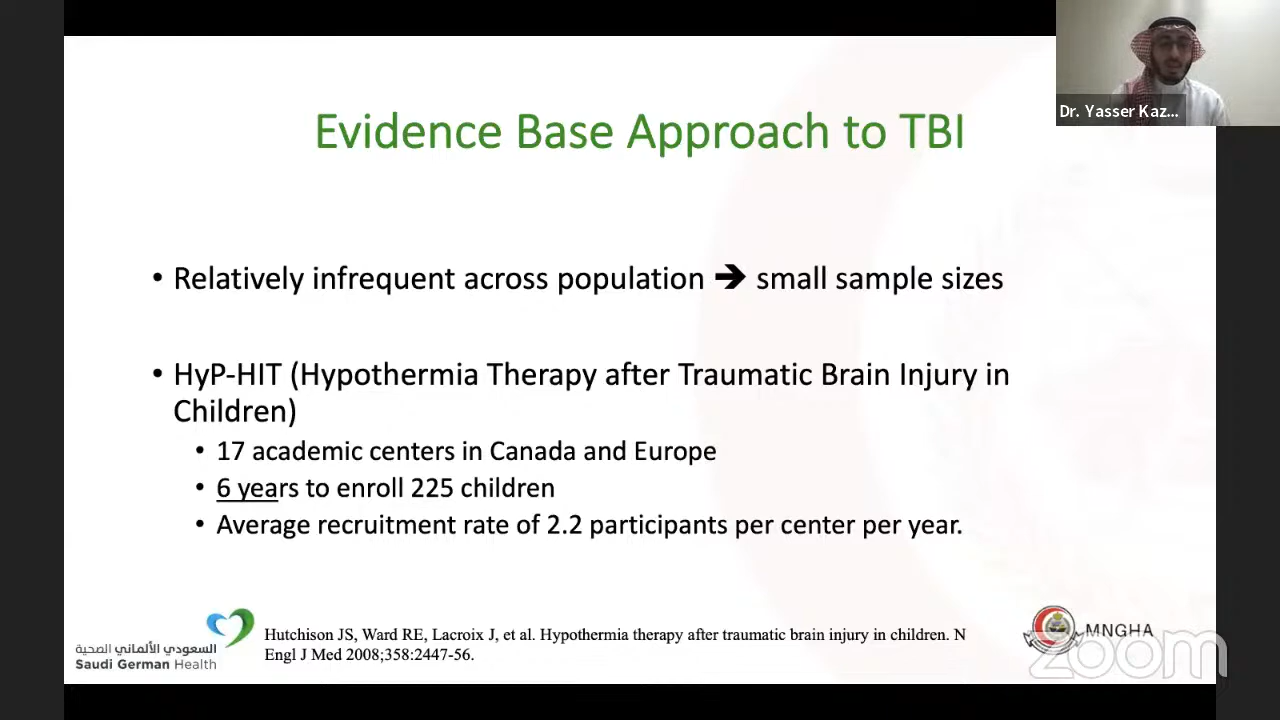 Dr. Yasser Kaz...
Evidence Base Approach to TBI
• Relatively infrequent across population ➔ small sample sizes
• HyP-HIT (Hypothermia Therapy after Traumatic Brain Injury in
Children)
• 17 academic centers in Canada and Europe
• 6 years to enroll 225 children
• Average recruitment rate of 2.2 participants per center per year.
السعودي الألماني الصحية
Saudi German Health
Hutchison JS, Ward RE, Lacroix J, et al. Hypothermia therapy after traumatic brain injury in children. N
Engl J Med 2008;358:2447-56.
MNGHA
zoom